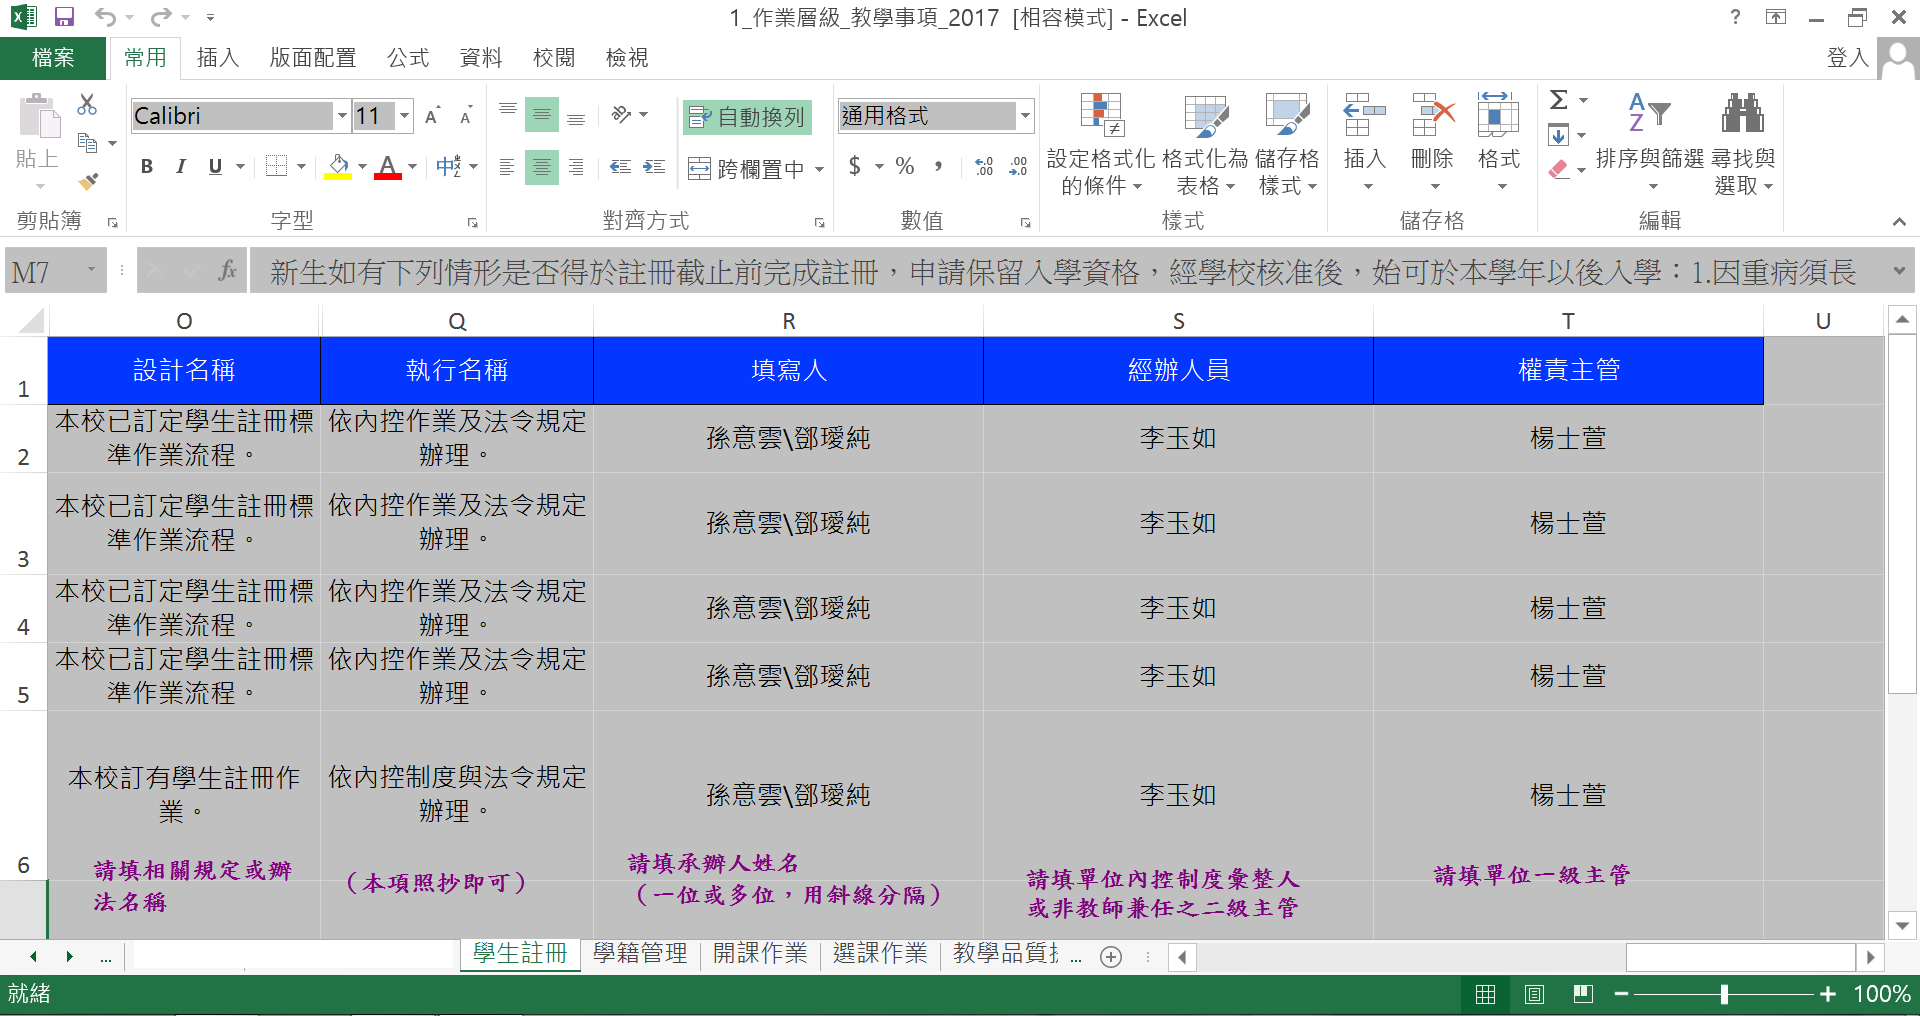 1_作業層級_教學事項_2017 [相容模式] - Excel
檔案 常用 插入 版面配置 公式 資料 校閱 檢視 登入
貼上
剪貼簿
Calibri 11
B I U A 中
字型
自動換列
跨欄置中
對齊方式
通用格式
$ % ,
數值
設定格式化的條件
格式化為表格
儲存格樣式
樣式
插入 刪除 格式
儲存格
Σ
排序與篩選
尋找與選取
編輯
M7 fx 新生如有下列情形是否得於註冊截止前完成註冊，申請保留入學資格，經學校核准後，始可於本學年以後入學：1.因重病須長
O Q R S T U
1 設計名稱 執行名稱 填寫人 經辦人員 權責主管
2 本校已訂定學生註冊標準作業流程。 依內控作業及法令規定辦理。 孫意雲\鄧璦純 李玉如 楊士萱
3 本校已訂定學生註冊標準作業流程。 依內控作業及法令規定辦理。 孫意雲\鄧璦純 李玉如 楊士萱
4 本校已訂定學生註冊標準作業流程。 依內控作業及法令規定辦理。 孫意雲\鄧璦純 李玉如 楊士萱
5 本校已訂定學生註冊標準作業流程。 依內控作業及法令規定辦理。 孫意雲\鄧璦純 李玉如 楊士萱
6 本校訂有學生註冊作業。 依內控制度與法令規定辦理。 孫意雲\鄧璦純 李玉如 楊士萱
請填相關規定或辦
法名稱
（本項照抄即可）
請填承辦人姓名
（一位或多位，用斜線分隔）
請填單位內控制度彙整人
或非教師兼任之二級主管
請填單位一級主管
... 學生註冊 學籍管理 開課作業 選課作業 教學品質 ...
就緒 100%